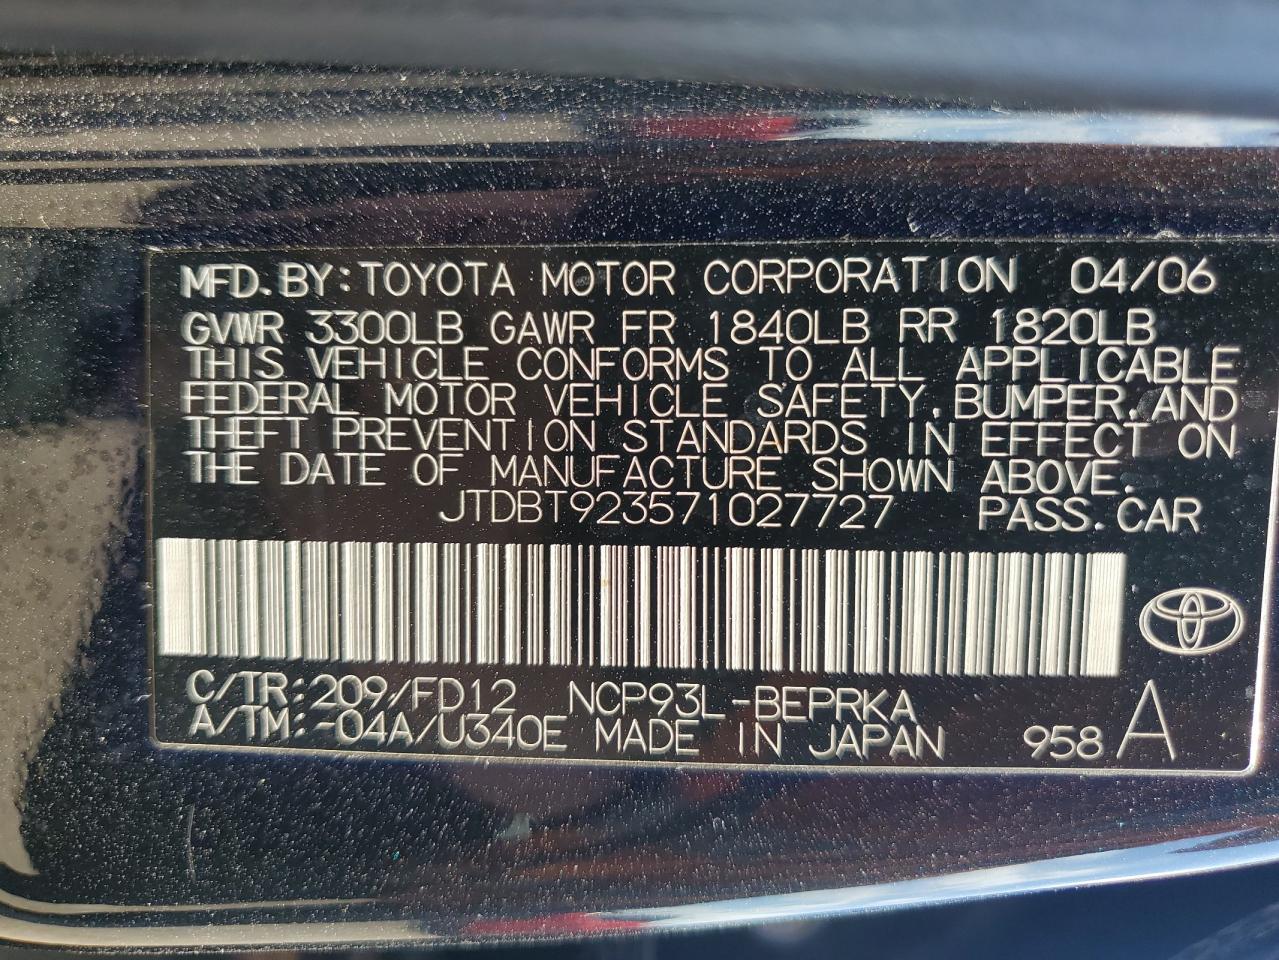 MFD. BY: TOYOTA MOTOR CORPORATION 04/06
GVWR 3300LB GAWR FR 1840LB RR 1820LB
THIS VEHICLE CONFORMS TO ALL APPLICABLE
FEDERAL MOTOR VEHICLE SAFETY, BUMPER, AND
THEFT PREVENTION STANDARDS IN EFFECT ON
THE DATE OF MANUFACTURE SHOWN ABOVE.
JTDBT923571027727 PASS. CAR
C/TR: 209/FD12 NCP93L-BEPRKA
A/TM: -04A/U340E MADE IN JAPAN 958 A